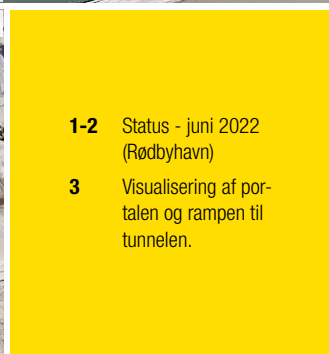 1-2 Status - juni 2022
(Rødbyhavn)
3 Visualisering af por-
talen og rampen til
tunnelen.